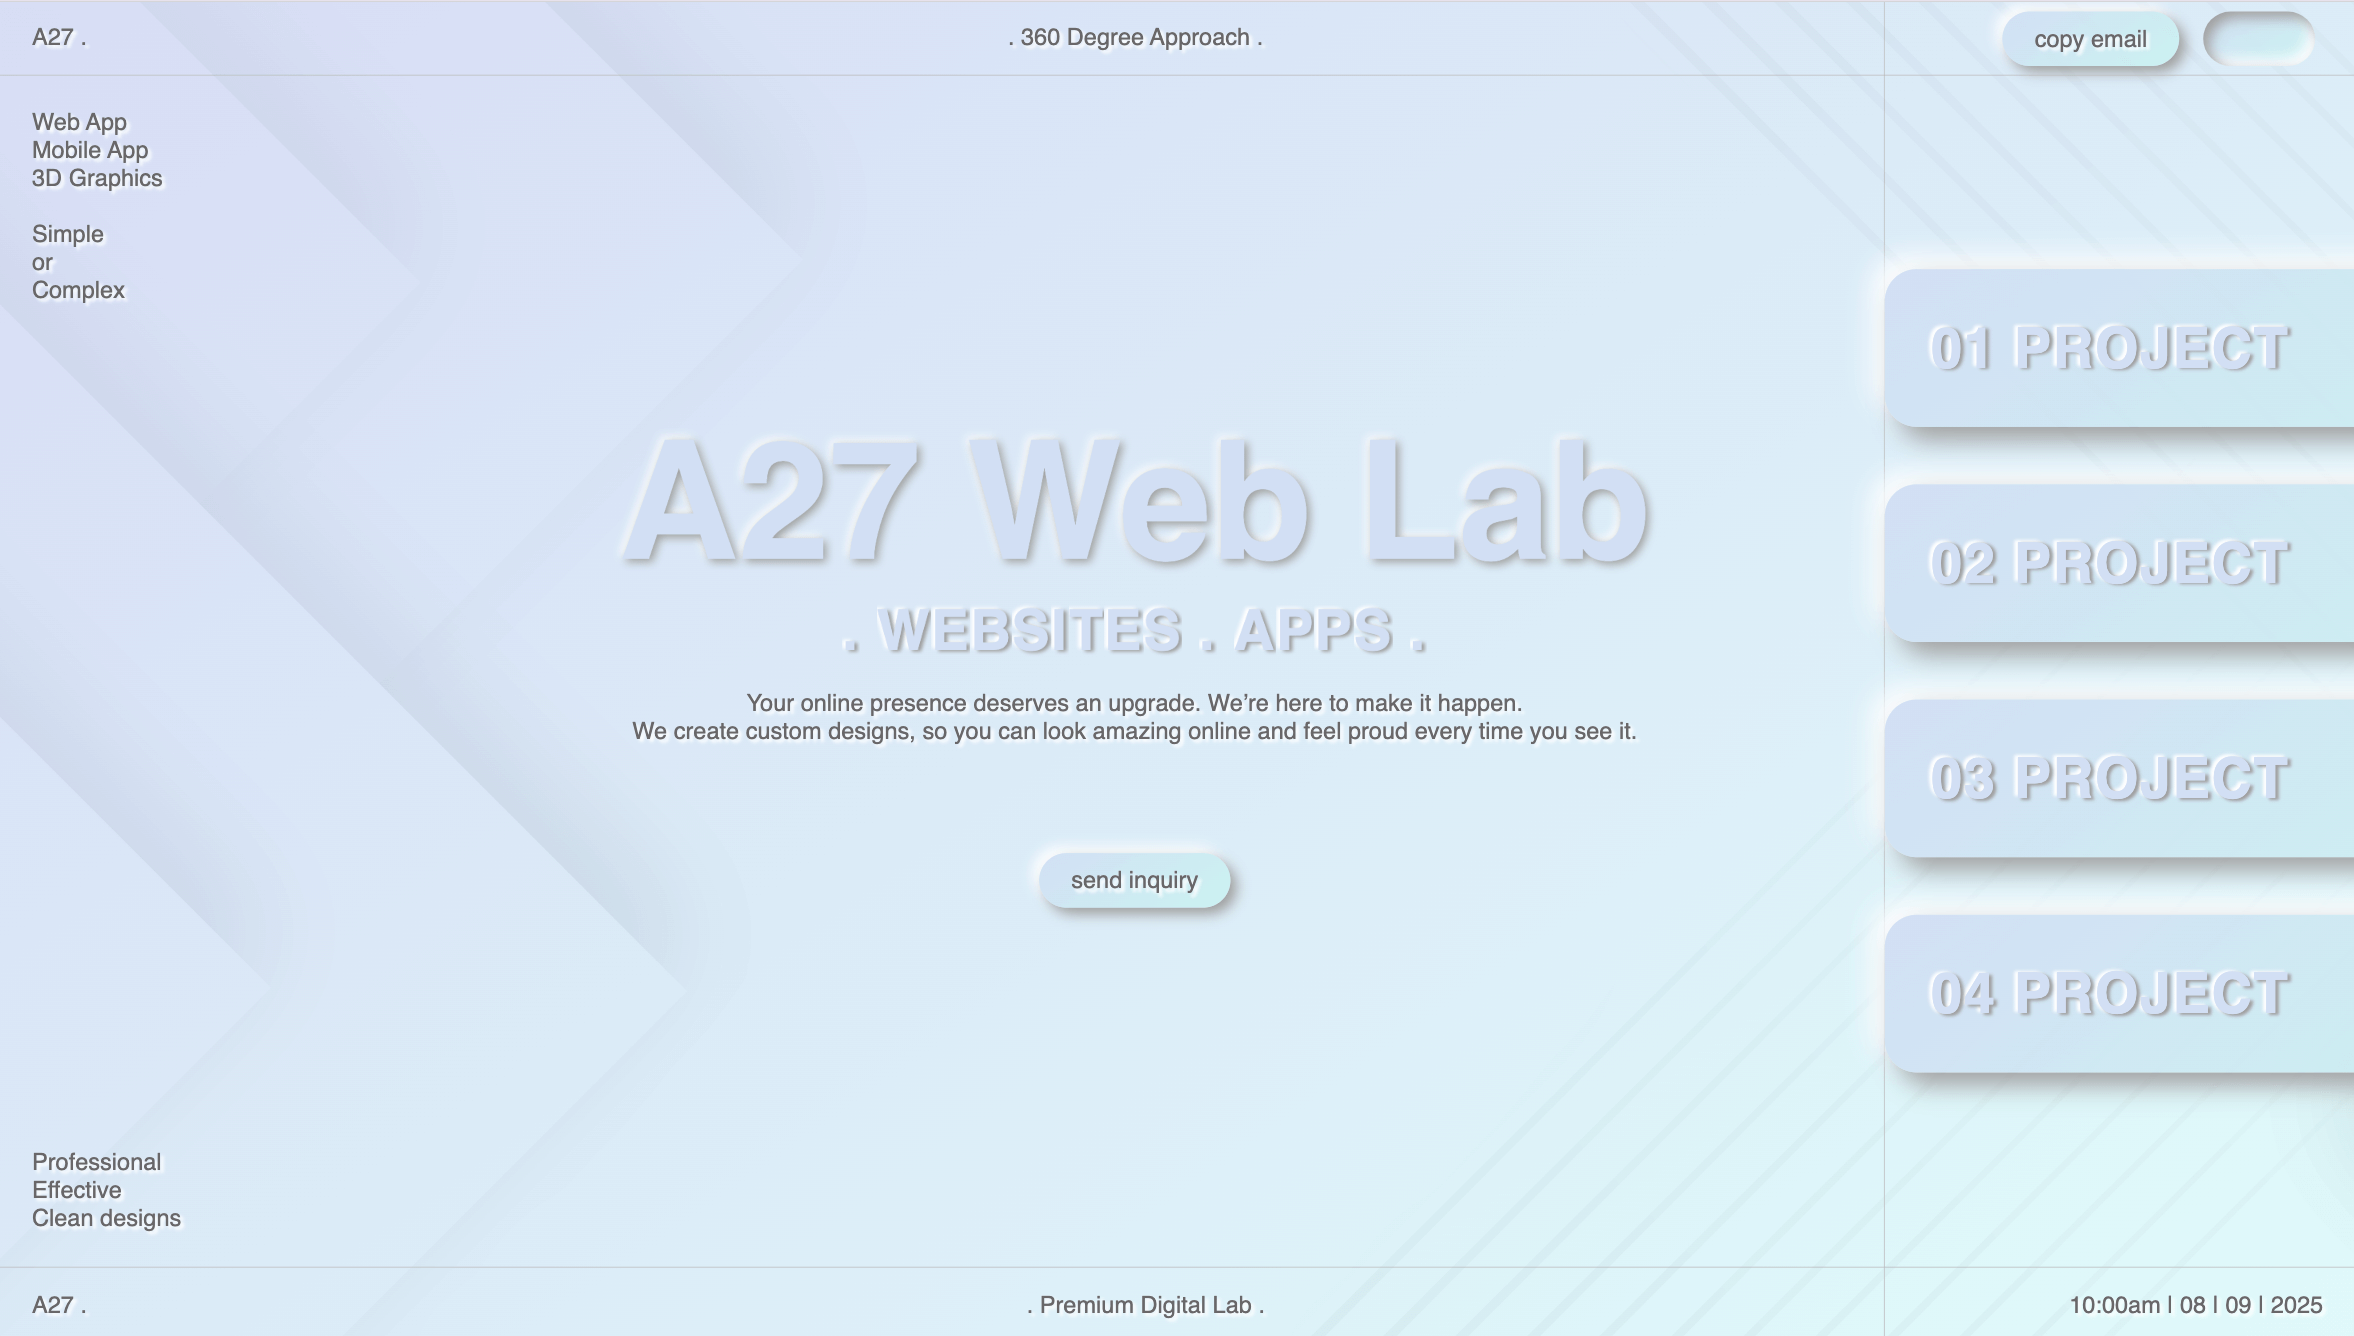 A27 .
. 360 Degree Approach .
copy email
Web App
Mobile App
3D Graphics
Simple
or
Complex
A27 Web Lab
. WEBSITES . APPS .
Your online presence deserves an upgrade. We’re here to make it happen.
We create custom designs, so you can look amazing online and feel proud every time you see it.
send inquiry
01 PROJECT
02 PROJECT
03 PROJECT
04 PROJECT
Professional
Effective
Clean designs
A27 .
. Premium Digital Lab .
10:00am | 08 | 09 | 2025